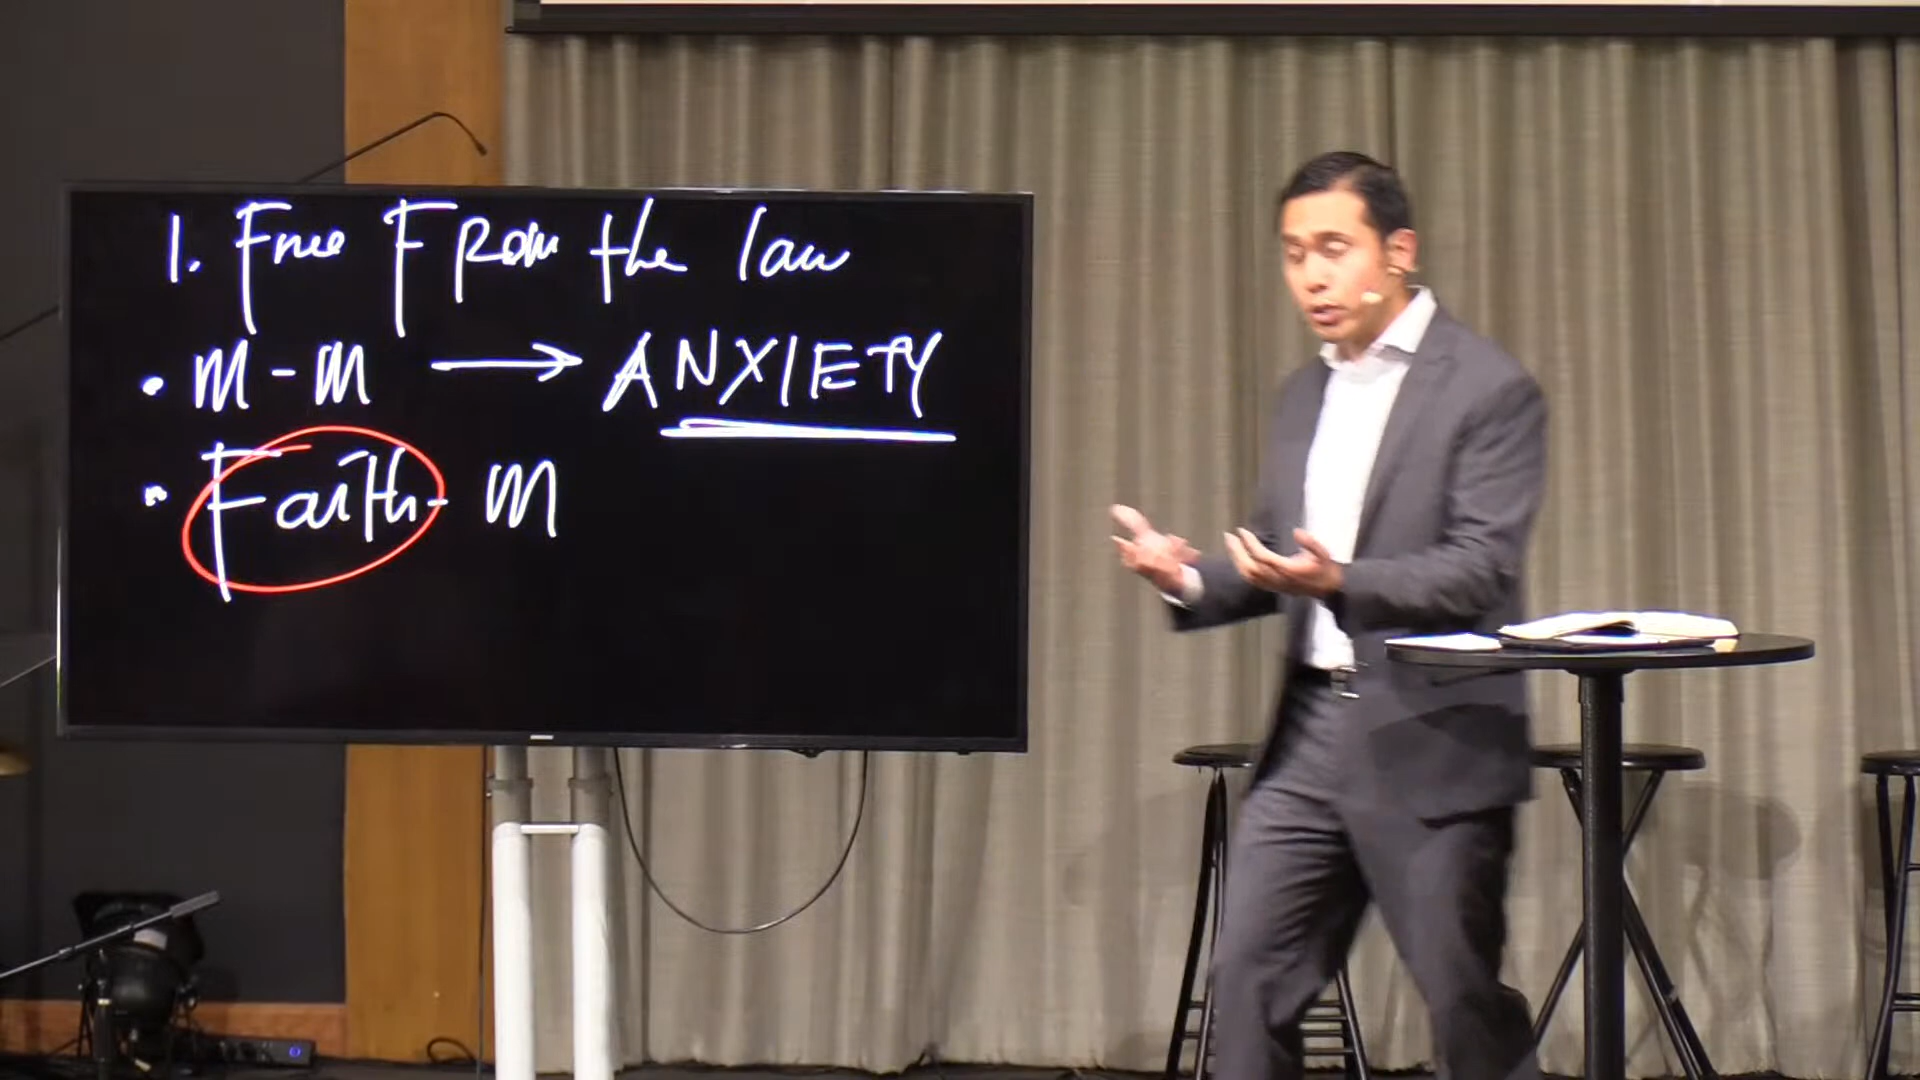 1. Free From the law
• M - M → ANXIETY
• Faith - M